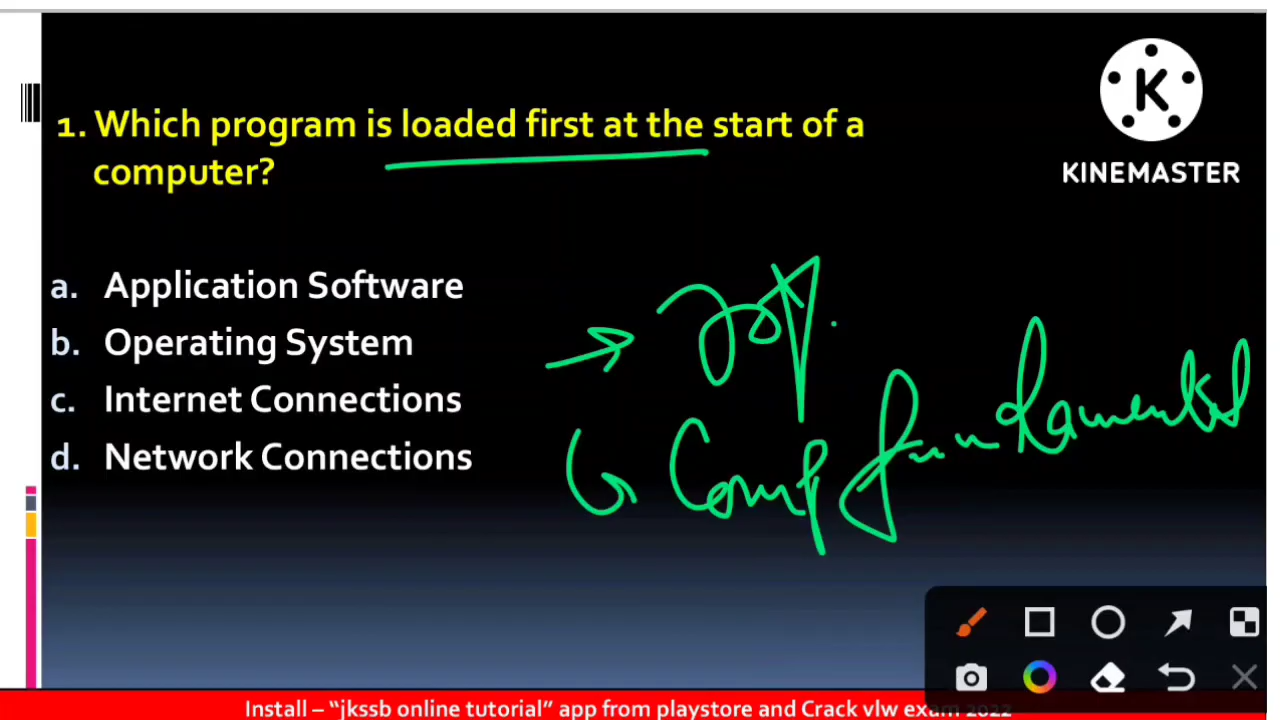 1. Which program is loaded first at the start of a
computer?
K
KINEMASTER
a. Application Software
b. Operating System
c. Internet Connections
d. Network Connections
Comp fundamental
Install – “jkssb online tutorial” app from playstore and Crack vlw exam 2022